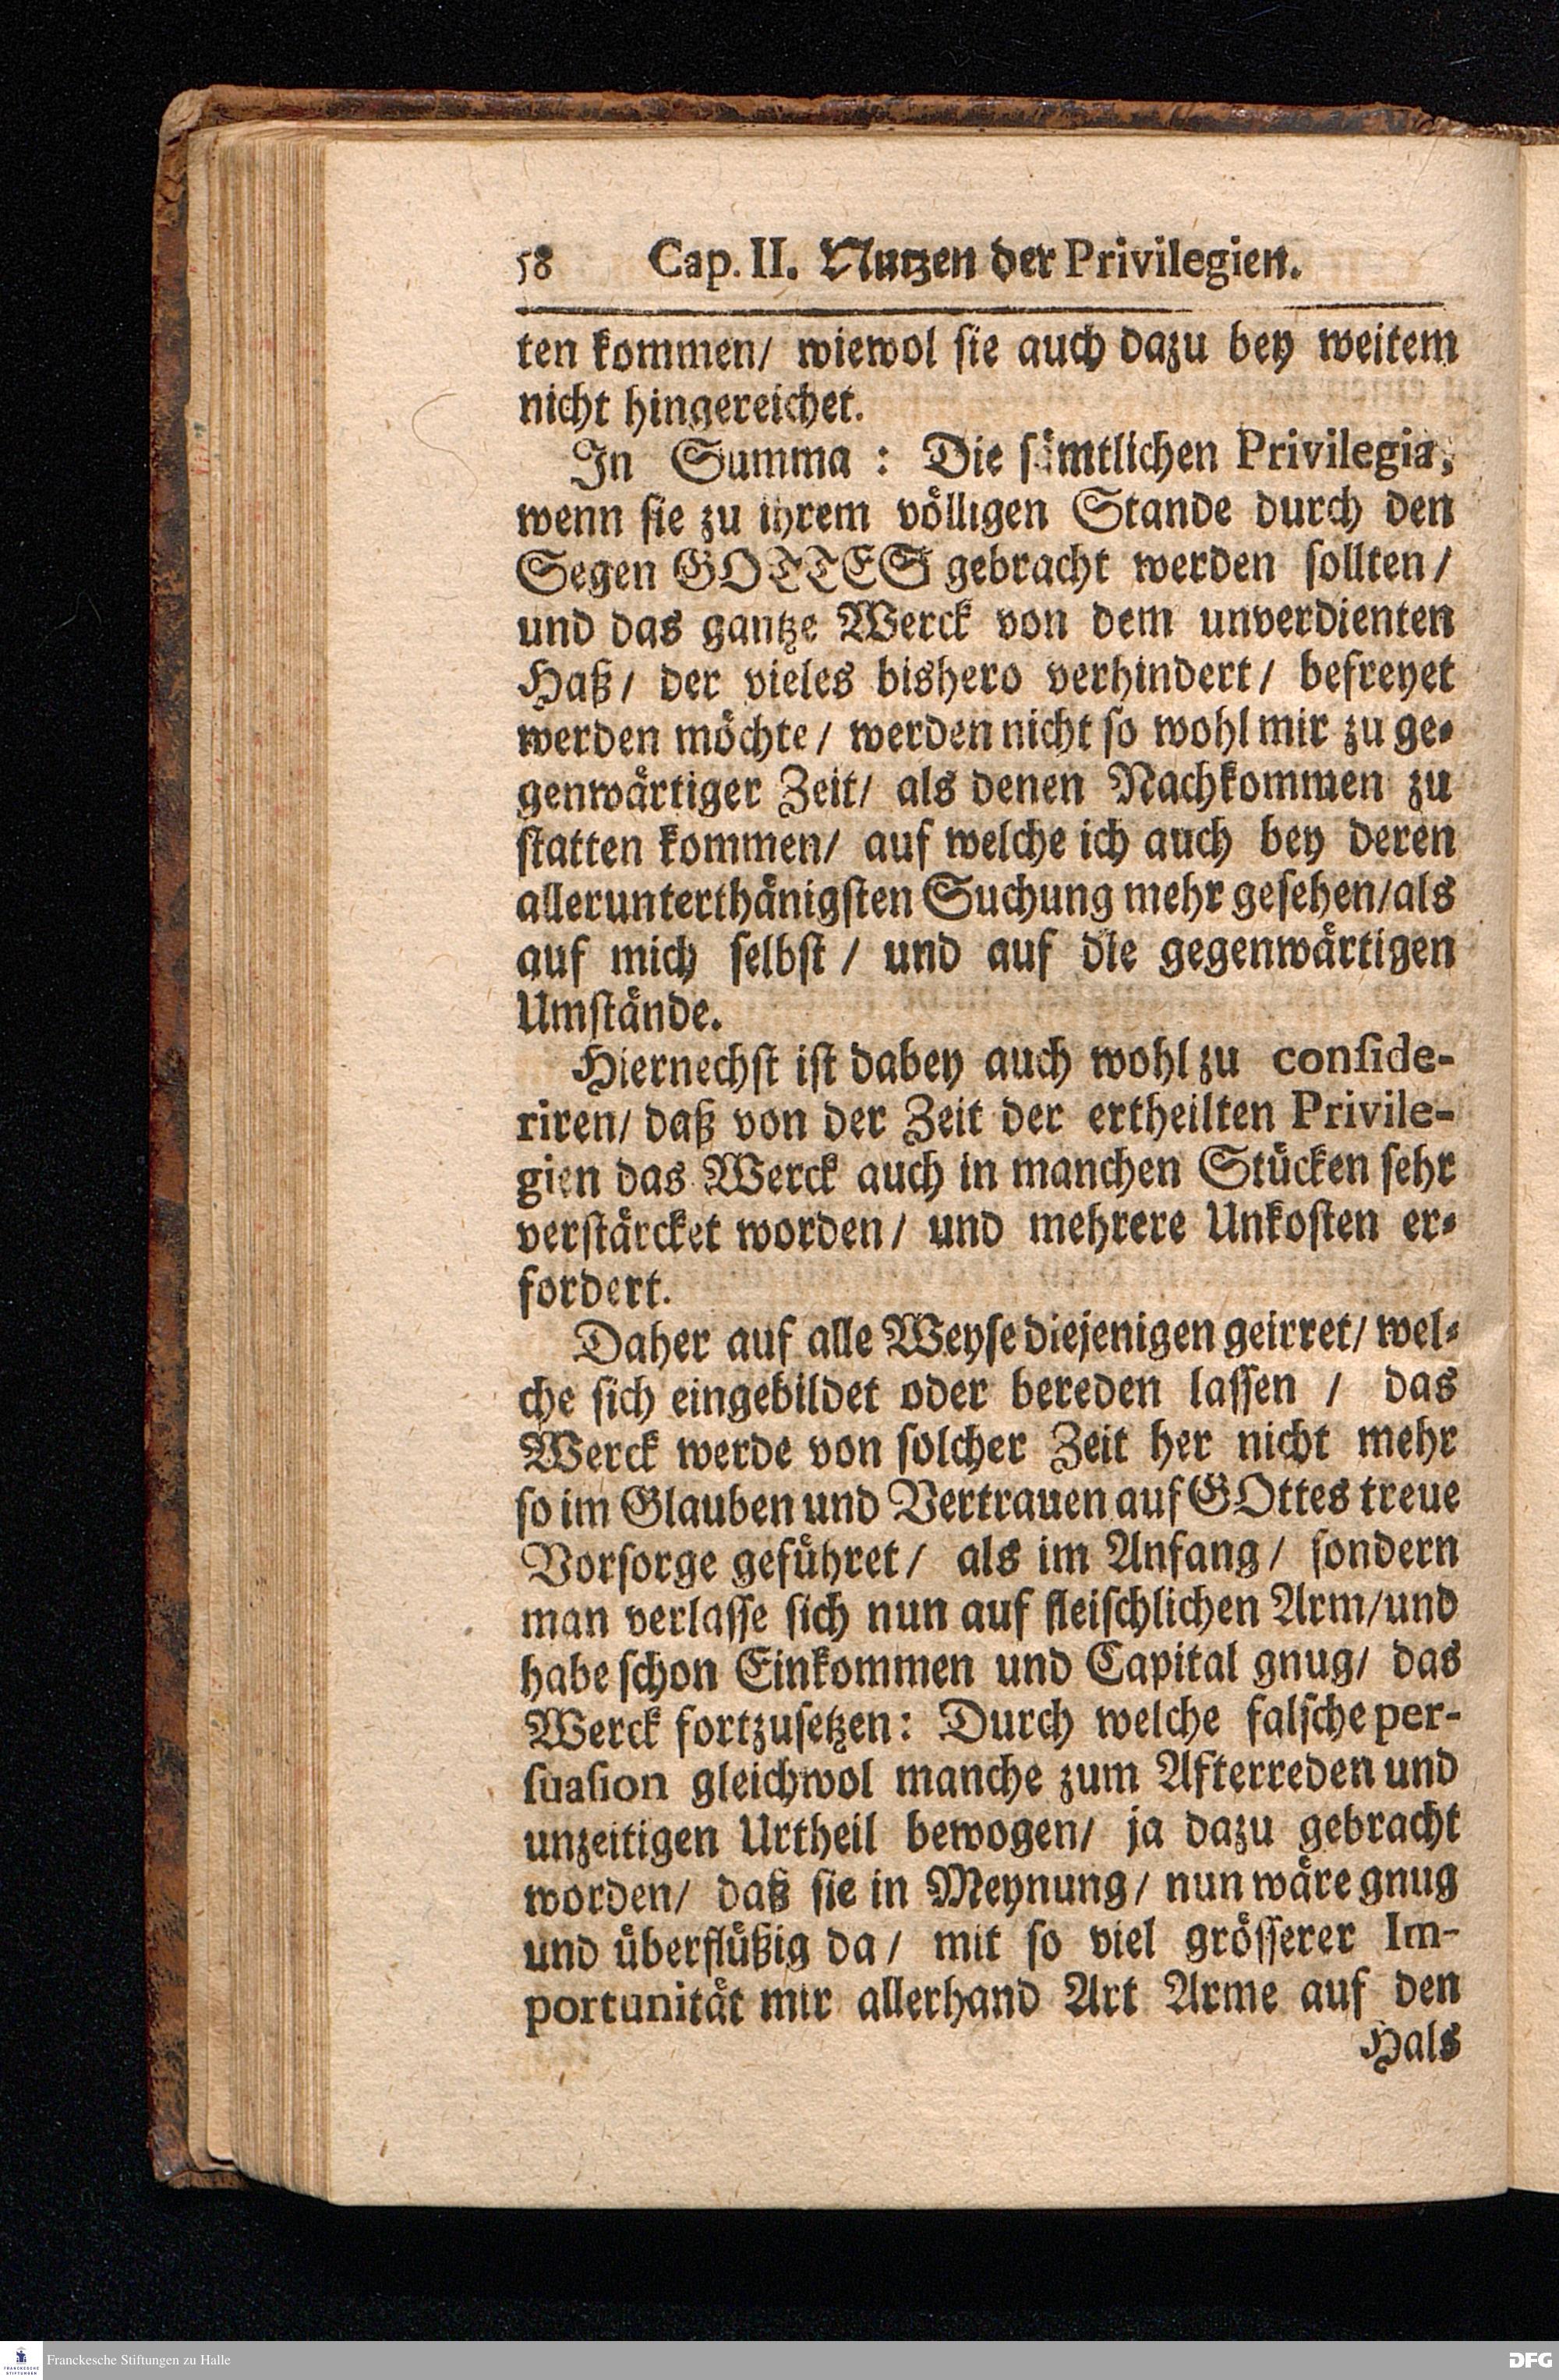 58 Cap. II. Nutzen der Privilegien.
ten kommen/ wiewol sie auch dazu bey weitem
nicht hingereichet.
In Summa : Die sämtlichen Privilegia,
wenn sie zu ihrem völligen Stande durch den
Segen GOTTES gebracht werden sollten/
und das gantze Werck von dem unverdienten
Haß/ der vieles bishero verhindert/ befreyet
werden möchte/ werden nicht so wohl mir zu ge-
genwärtiger Zeit/ als denen Nachkommen zu
statten kommen/ auf welche ich auch bey deren
allerunterthänigsten Suchung mehr gesehen/als
auf mich selbst / und auf die gegenwärtigen
Umstände.
Hiernechst ist dabey auch wohl zu conside-
riren/ daß von der Zeit der ertheilten Privile-
gien das Werck auch in manchen Stücken sehr
verstärcket worden/ und mehrere Unkosten er-
fordert.
Daher auf alle Weyse diejenigen geirret/ wel-
che sich eingebildet oder bereden lassen / das
Werck werde von solcher Zeit her nicht mehr
so im Glauben und Vertrauen auf GOttes treue
Vorsorge geführet/ als im Anfang/ sondern
man verlasse sich nun auf fleischlichen Arm/und
habe schon Einkommen und Capital gnug/ das
Werck fortzusetzen: Durch welche falsche per-
suasion gleichwol manche zum Afterreden und
unzeitigen Urtheil bewogen/ ja dazu gebracht
worden/ daß sie in Meynung/ nun wäre gnug
und überflüßig da/ mit so viel grösserer Im-
portunität mir allerhand Art Arme auf den
Hals
FRANCKESCHE STIFTUNGEN
Franckesche Stiftungen zu Halle
DFG